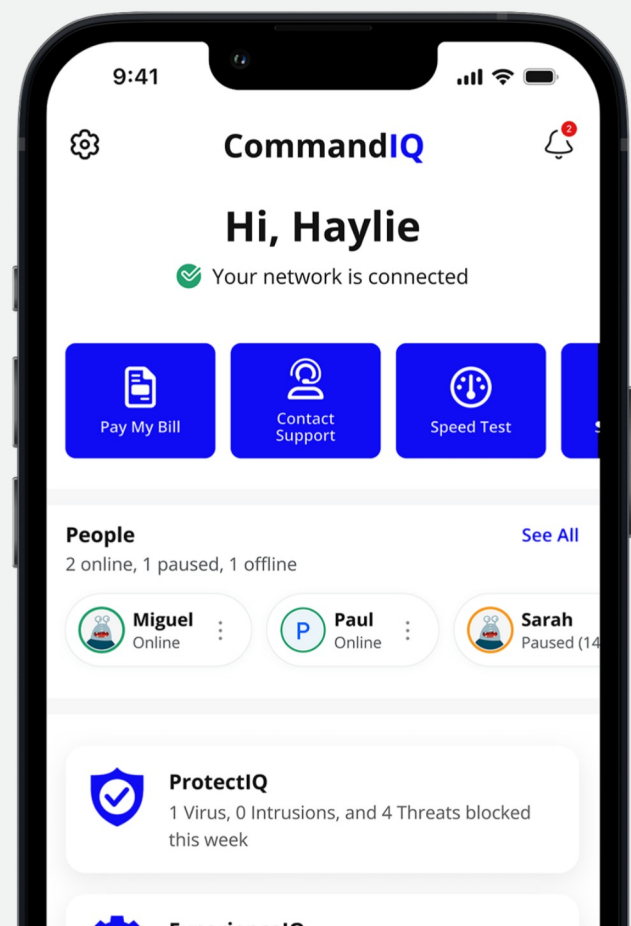 9:41
2
CommandIQ
Hi, Haylie
Your network is connected
Pay My Bill
Contact
Support
Speed Test
People
See All
2 online, 1 paused, 1 offline
Miguel
Online
P
Paul
Online
Sarah
Paused (14
ProtectIQ
1 Virus, 0 Intrusions, and 4 Threats blocked
this week